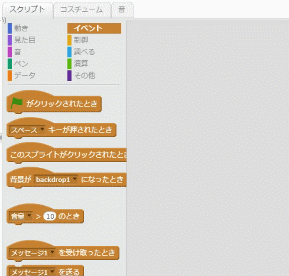 スクリプト コスチューム 音
動き イベント
見た目 制御
音 調べる
ペン 演算
データ その他
がクリックされたとき
スペース キーが押されたとき
このスプライトがクリックされたとき
背景が backdrop1 になったとき
音量 > 10 のとき
メッセージ1 を受け取ったとき
メッセージ1 を送る